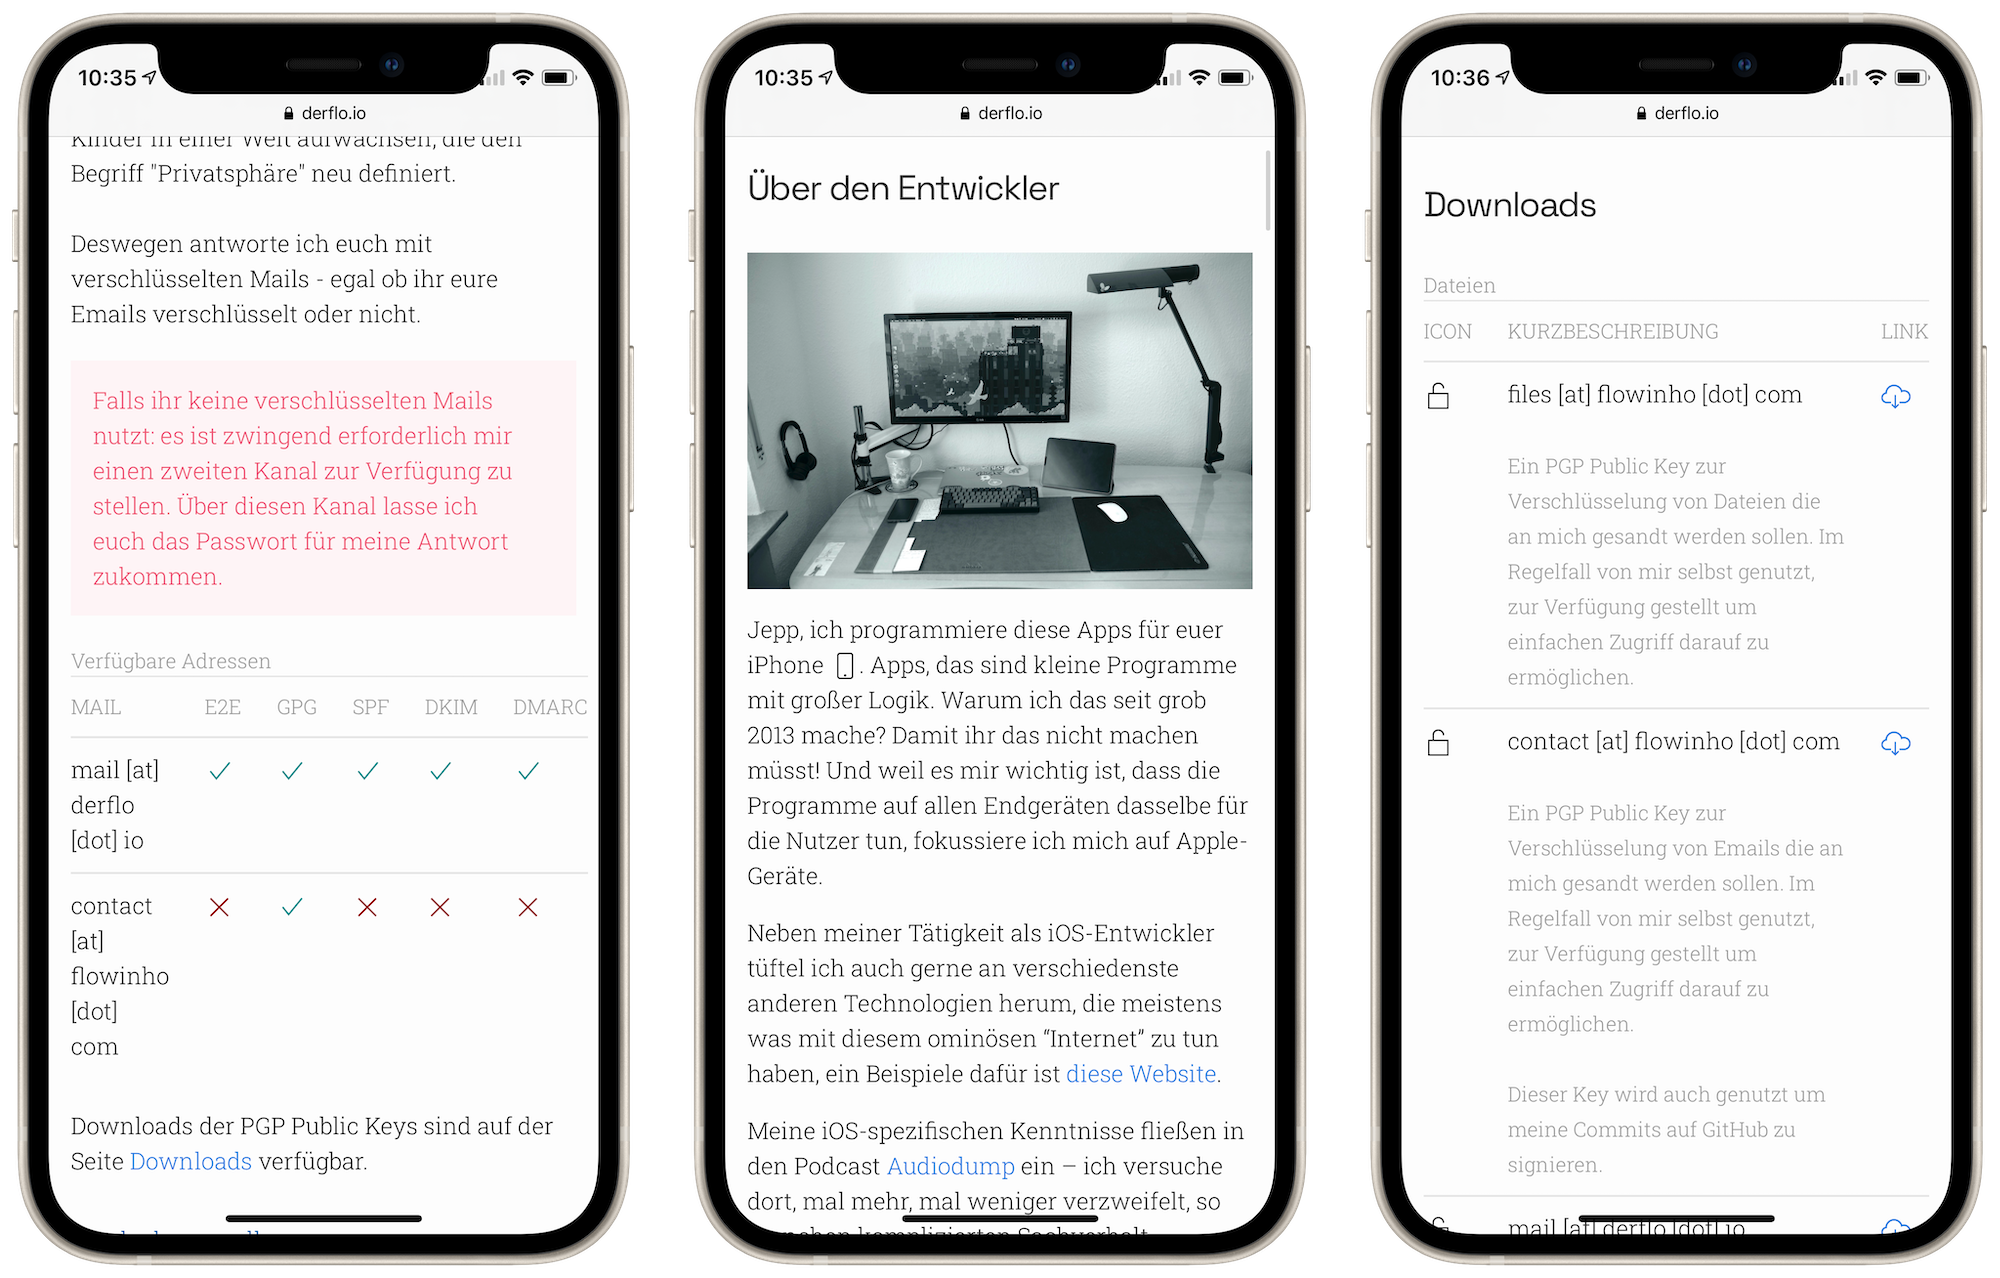 10:35
derflo.io
Kinder in einer Welt aufwachsen, die den
Begriff "Privatsphäre" neu definiert.
Deswegen antworte ich euch mit
verschlüsselten Mails - egal ob ihr eure
Emails verschlüsselt oder nicht.
Falls ihr keine verschlüsselten Mails
nutzt: es ist zwingend erforderlich mir
einen zweiten Kanal zur Verfügung zu
stellen. Über diesen Kanal lasse ich
euch das Passwort für meine Antwort
zukommen.
Verfügbare Adressen
MAIL E2E GPG SPF DKIM DMARC
mail [at]
derflo
[dot] io
contact
[at]
flowinho
[dot]
com
Downloads der PGP Public Keys sind auf der
Seite Downloads verfügbar.
10:35
derflo.io
Über den Entwickler
Jepp, ich programmiere diese Apps für euer
iPhone . Apps, das sind kleine Programme
mit großer Logik. Warum ich das seit grob
2013 mache? Damit ihr das nicht machen
müsst! Und weil es mir wichtig ist, dass die
Programme auf allen Endgeräten dasselbe für
die Nutzer tun, fokussiere ich mich auf Apple-
Geräte.
Neben meiner Tätigkeit als iOS-Entwickler
tüftel ich auch gerne an verschiedenste
anderen Technologien herum, die meistens
was mit diesem ominösen “Internet” zu tun
haben, ein Beispiele dafür ist diese Website.
Meine iOS-spezifischen Kenntnisse fließen in
den Podcast Audiodump ein – ich versuche
dort, mal mehr, mal weniger verzweifelt, so
komplizierten Sachverhalt
10:36
derflo.io
Downloads
Dateien
ICON KURZBESCHREIBUNG LINK
files [at] flowinho [dot] com
Ein PGP Public Key zur
Verschlüsselung von Dateien die
an mich gesandt werden sollen. Im
Regelfall von mir selbst genutzt,
zur Verfügung gestellt um
einfachen Zugriff darauf zu
ermöglichen.
contact [at] flowinho [dot] com
Ein PGP Public Key zur
Verschlüsselung von Emails die an
mich gesandt werden sollen. Im
Regelfall von mir selbst genutzt,
zur Verfügung gestellt um
einfachen Zugriff darauf zu
ermöglichen.
Dieser Key wird auch genutzt um
meine Commits auf GitHub zu
signieren.
mail [at] derflo [dot] io